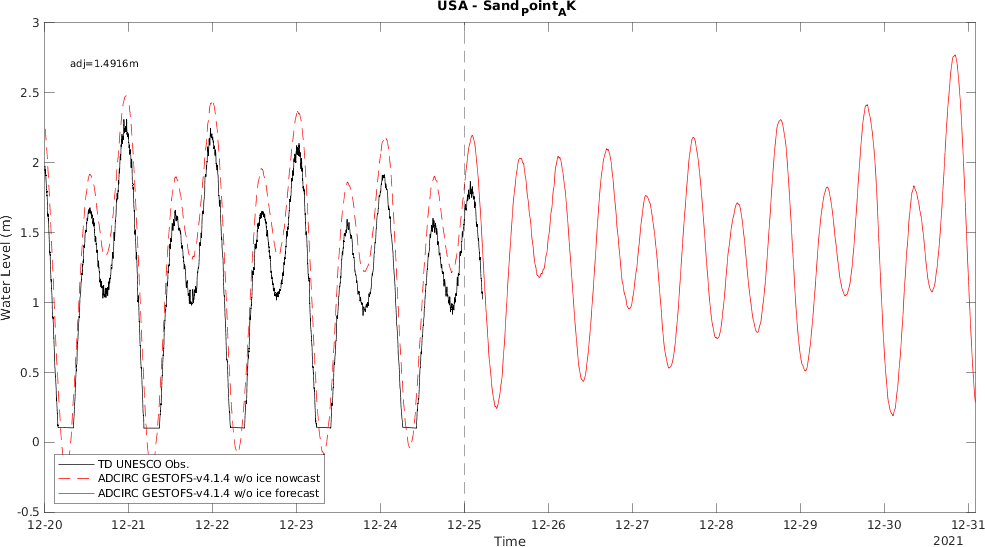 USA - SandPointAK
3
2.5
2
1.5
1
0.5
0
-0.5
Water Level (m)
adj=1.4916m
TD UNESCO Obs.
ADCIRC GESTOFS-v4.1.4 w/o ice nowcast
ADCIRC GESTOFS-v4.1.4 w/o ice forecast
12-20 12-21 12-22 12-23 12-24 12-25 12-26 12-27 12-28 12-29 12-30 12-31
Time
2021